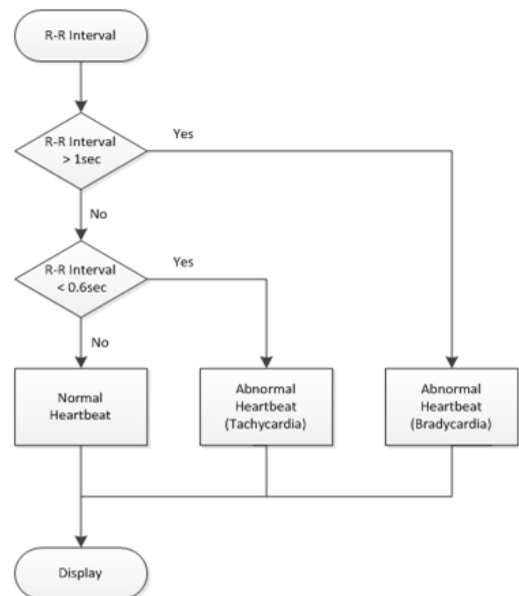 R-R Interval
R-R Interval
> 1sec
Yes
No
R-R Interval
< 0.6sec
Yes
No
Normal
Heartbeat
Abnormal
Heartbeat
(Tachycardia)
Abnormal
Heartbeat
(Bradycardia)
Display